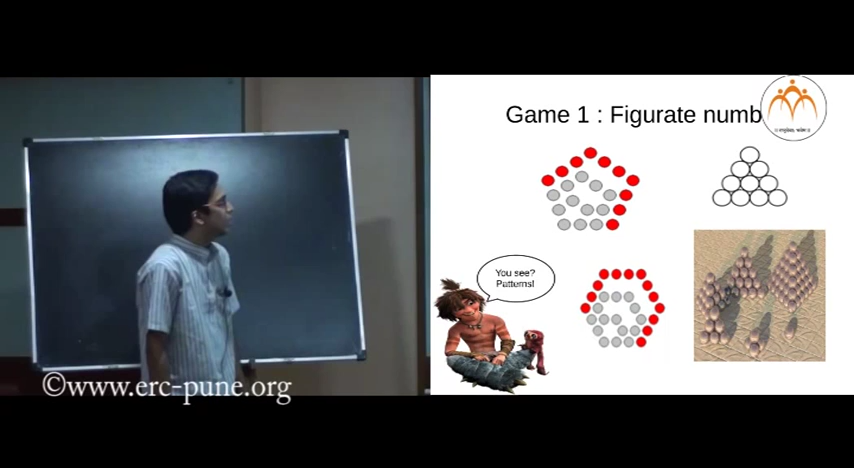 Game 1 : Figurate numb
You see?
Patterns!
©www.erc-pune.org